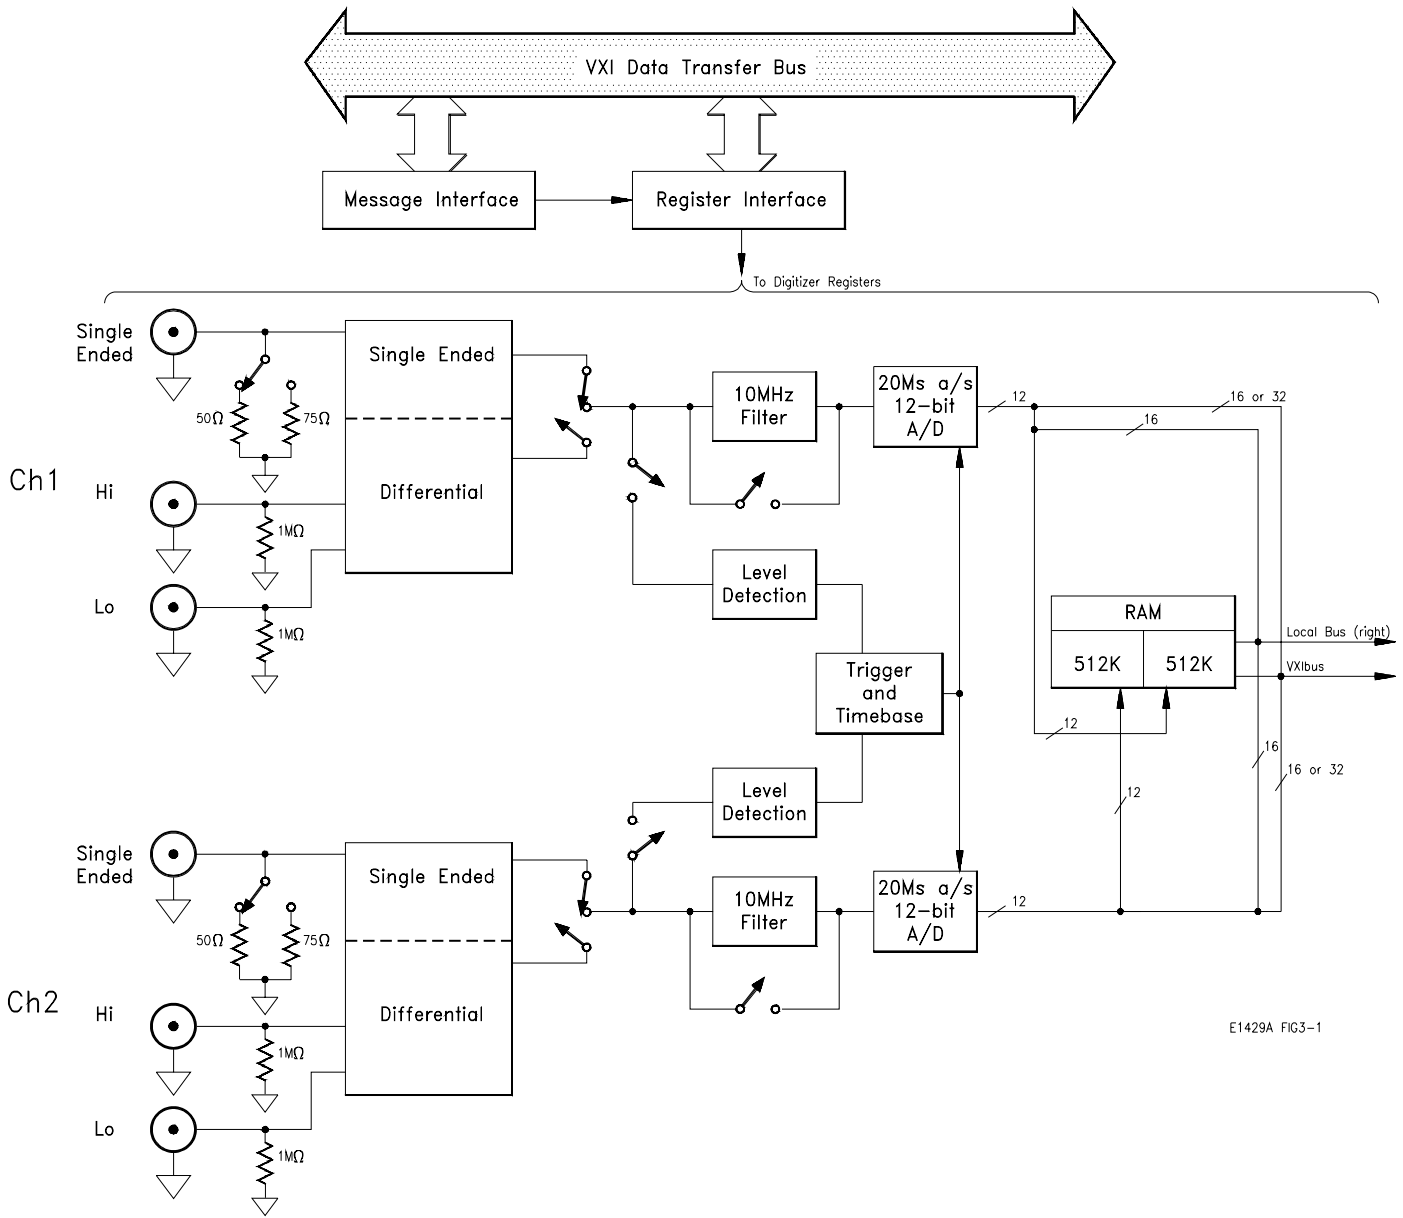 VXI Data Transfer Bus
Message Interface
Register Interface
To Digitizer Registers
Single
Ended
50Ω
75Ω
Single Ended
Differential
Ch1
Hi
1MΩ
Lo
1MΩ
10MHz
Filter
20Ms a/s
12-bit
A/D
12
16 or 32
16
Level
Detection
Trigger
and
Timebase
RAM
512K
512K
Local Bus (right)
VXIbus
12
16
16 or 32
12
Level
Detection
Single
Ended
50Ω
75Ω
Single Ended
Differential
Ch2
Hi
1MΩ
Lo
1MΩ
10MHz
Filter
20Ms a/s
12-bit
A/D
12
E1429A FIG3-1